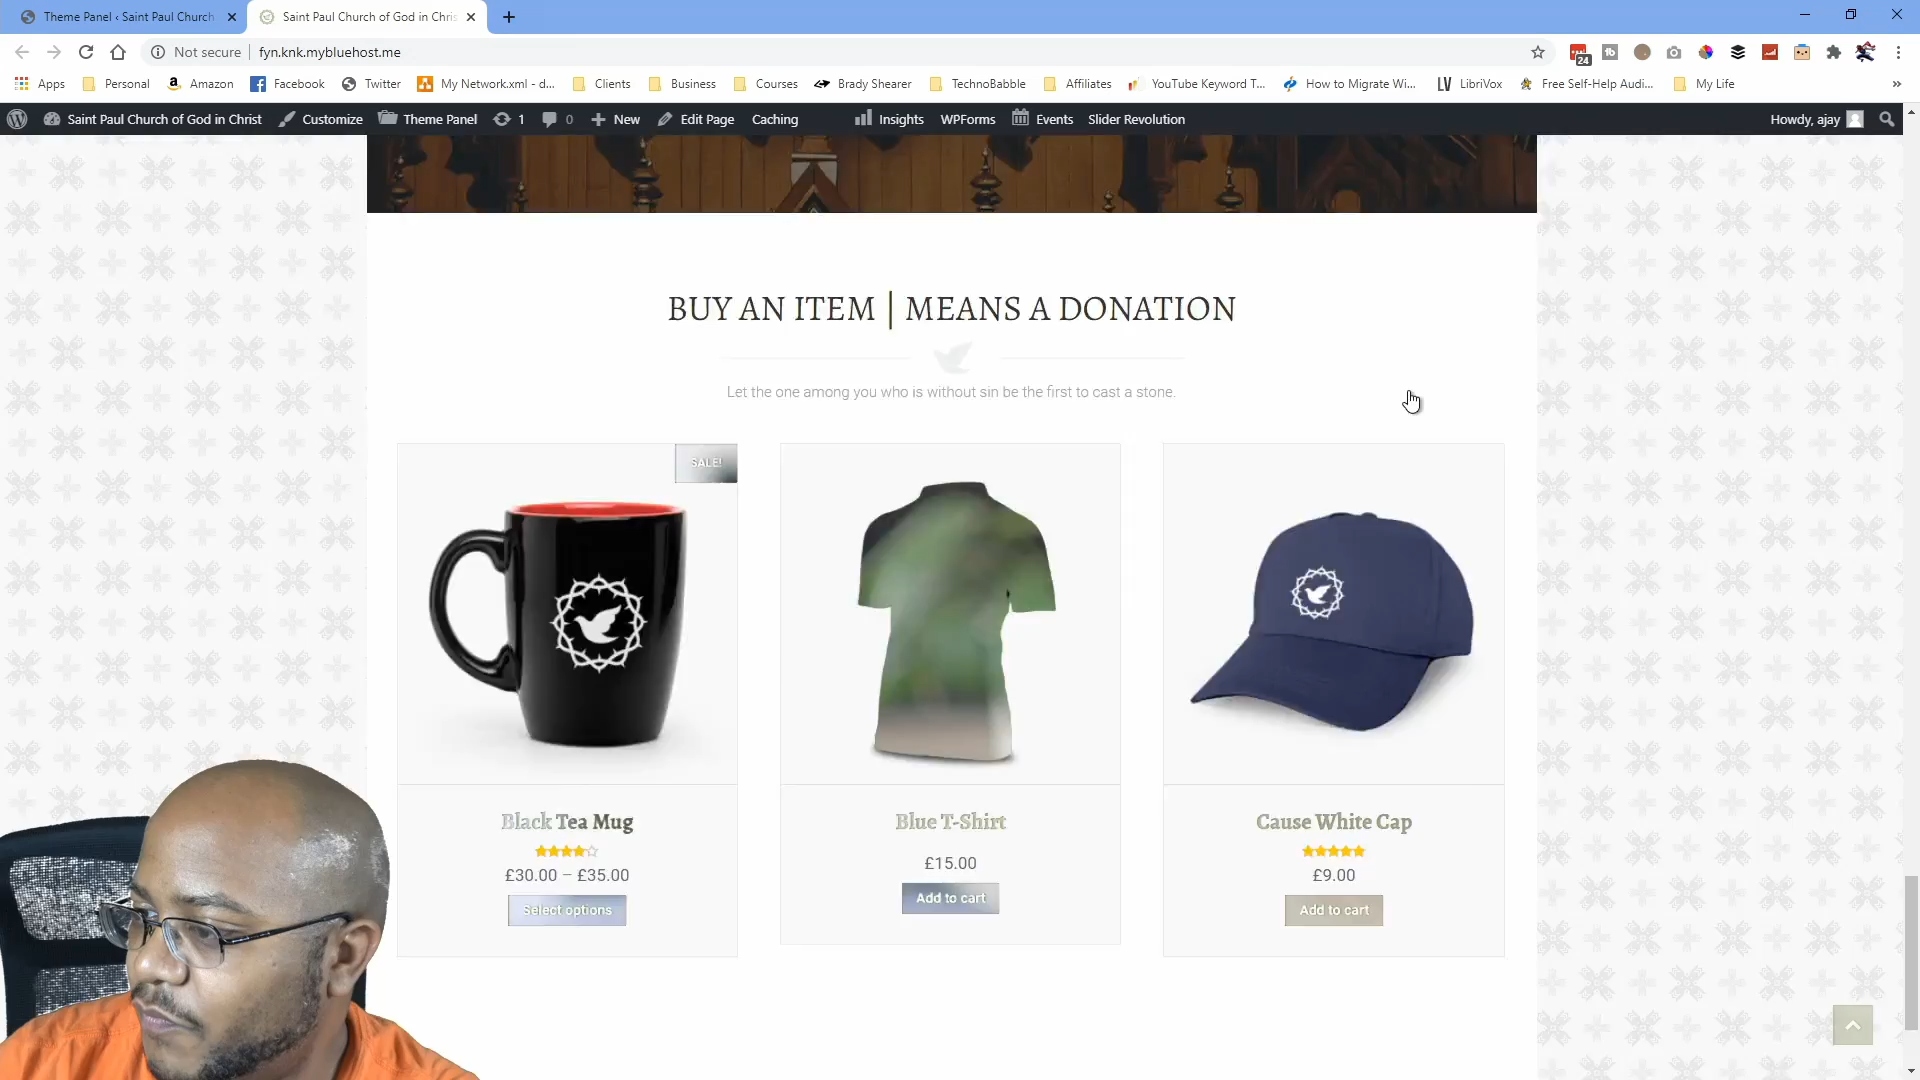 Theme Panel ‹ Saint Paul Church
Saint Paul Church of God in Chris
Not secure
fyn.knk.mybluehost.me
24
Apps
Personal
Amazon
Facebook
Twitter
My Network.xml - d...
Clients
Business
Courses
Brady Shearer
TechnoBabble
Affiliates
YouTube Keyword T...
How to Migrate Wi...
LibriVox
Free Self-Help Audi...
My Life
»
Saint Paul Church of God in Christ
Customize
Theme Panel
1
0
New
Edit Page
Caching
Insights
WPForms
Events
Slider Revolution
Howdy, ajay
BUY AN ITEM | MEANS A DONATION
Let the one among you who is without sin be the first to cast a stone.
SALE!
Black Tea Mug
£30.00 – £35.00
Select options
Blue T-Shirt
£15.00
Add to cart
Cause White Cap
£9.00
Add to cart